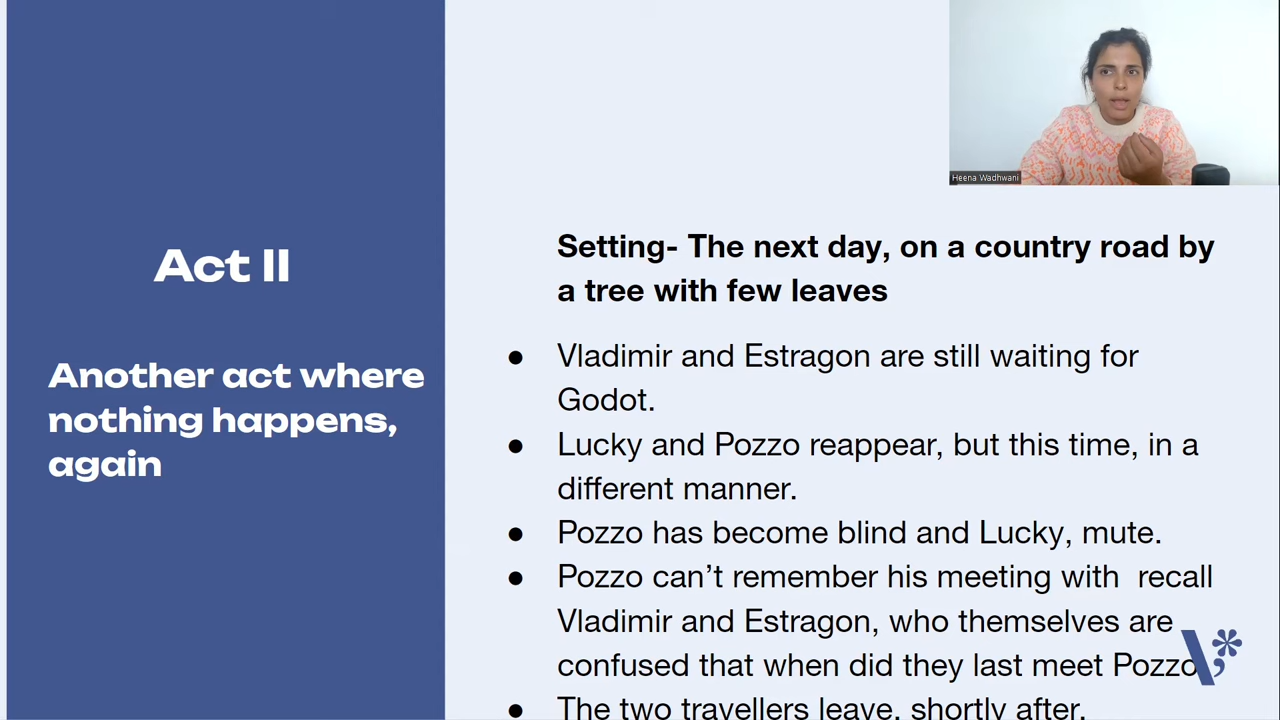 Heena Wadhwani
Act II
Another act where
nothing happens,
again
Setting- The next day, on a country road by
a tree with few leaves
● Vladimir and Estragon are still waiting for
Godot.
● Lucky and Pozzo reappear, but this time, in a
different manner.
● Pozzo has become blind and Lucky, mute.
● Pozzo can’t remember his meeting with  recall
Vladimir and Estragon, who themselves are
confused that when did they last meet Pozzo
● The two travellers leave, shortly after.